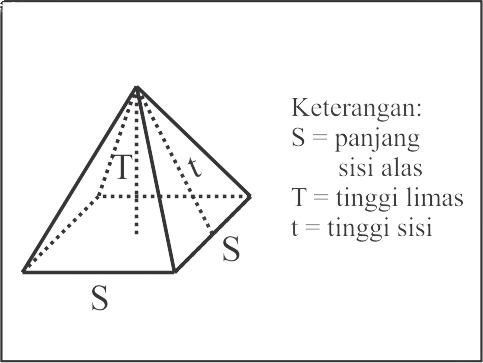 T
t
S
S
Keterangan:
S = panjang
sisi alas
T = tinggi limas
t = tinggi sisi